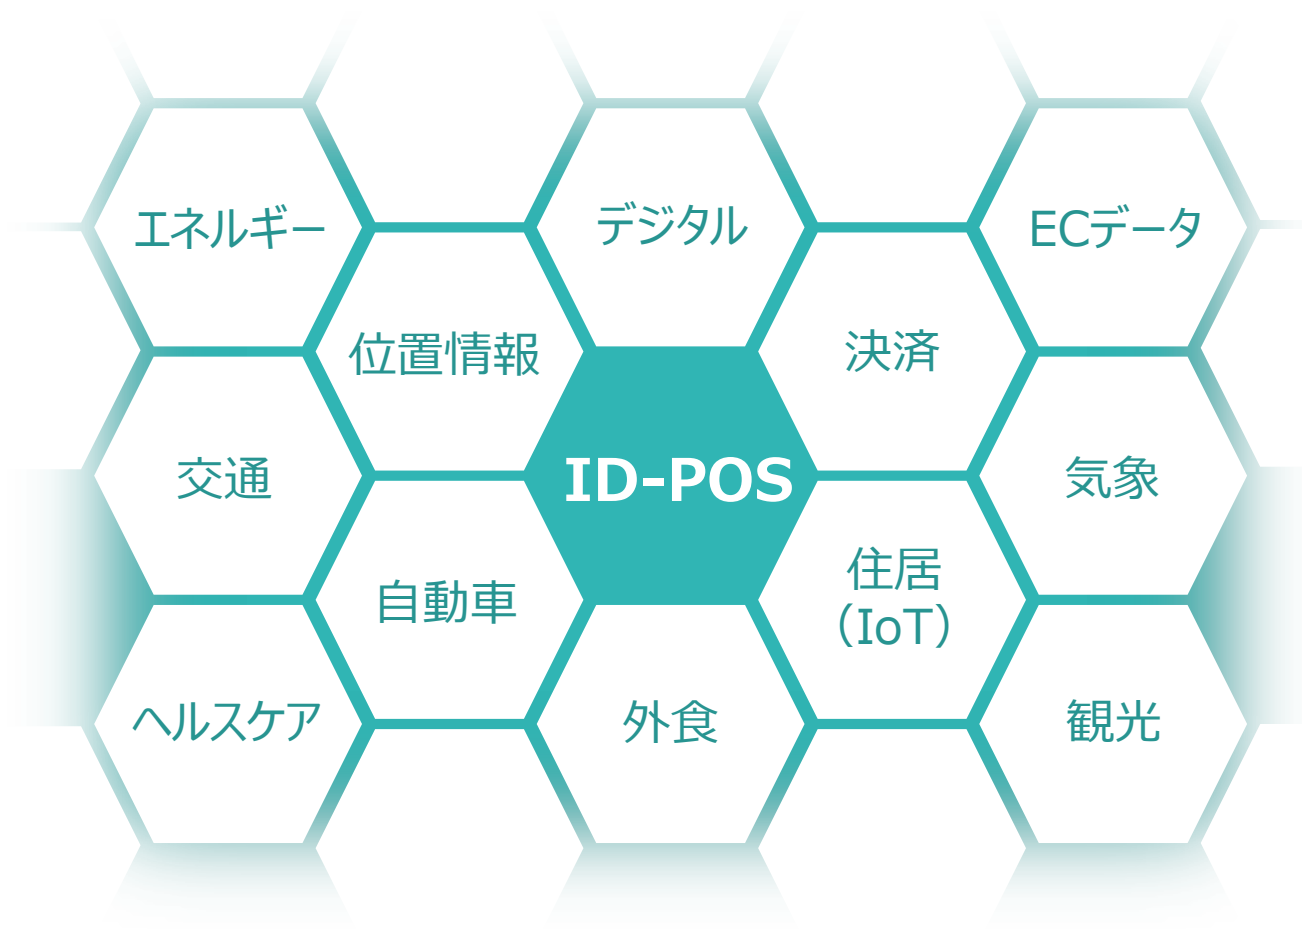 エネルギー
デジタル
ECデータ
位置情報
決済
交通
ID-POS
気象
自動車
住居
（IoT）
ヘルスケア
外食
観光